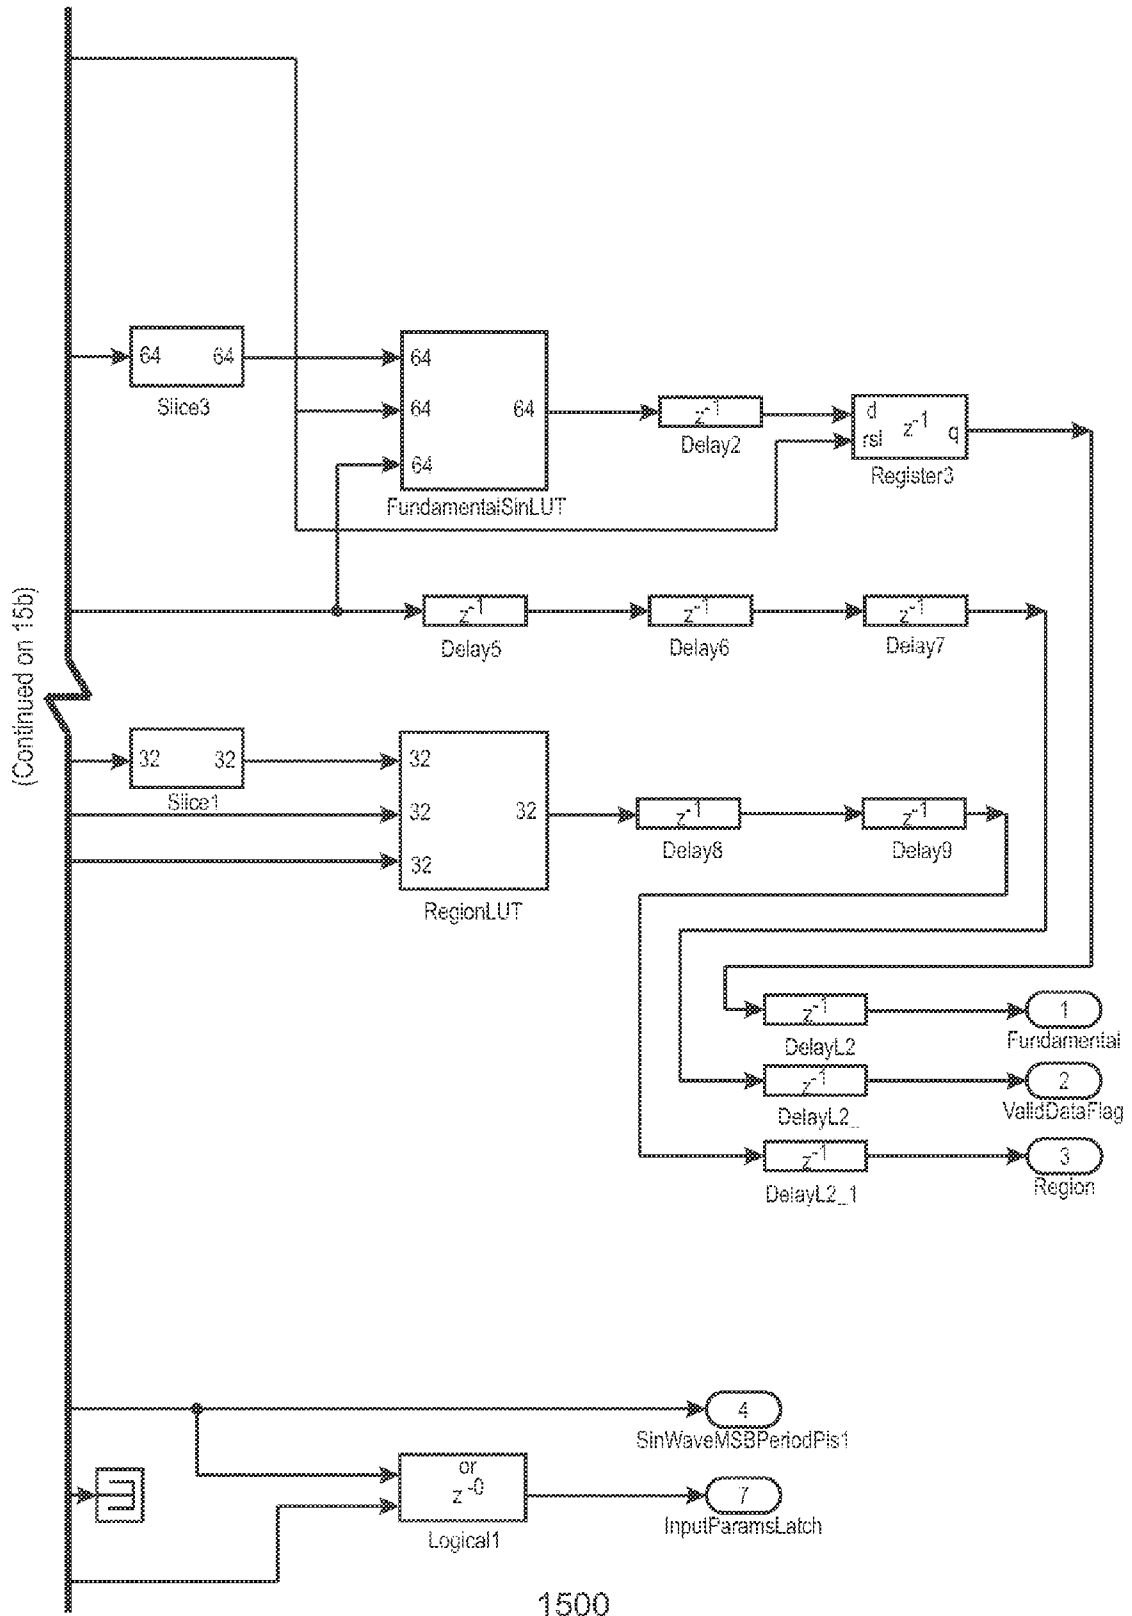 (Continued on 15b)
64 64
Slice3
64
64 64
64
FundamentalSinLUT
z-1
Delay2
d
rst z-1 q
Register3
z-1
Delay5
z-1
Delay6
z-1
Delay7
32 32
Slice1
32
32 32
32
RegionLUT
z-1
Delay8
z-1
Delay9
z-1
DelayL2
1
Fundamental
z-1
DelayL2_
2
ValidDataFlag
z-1
DelayL2_1
3
Region
4
SinWaveMSBPeriodPls1
or
z-0
Logical1
7
InputParamsLatch
1500